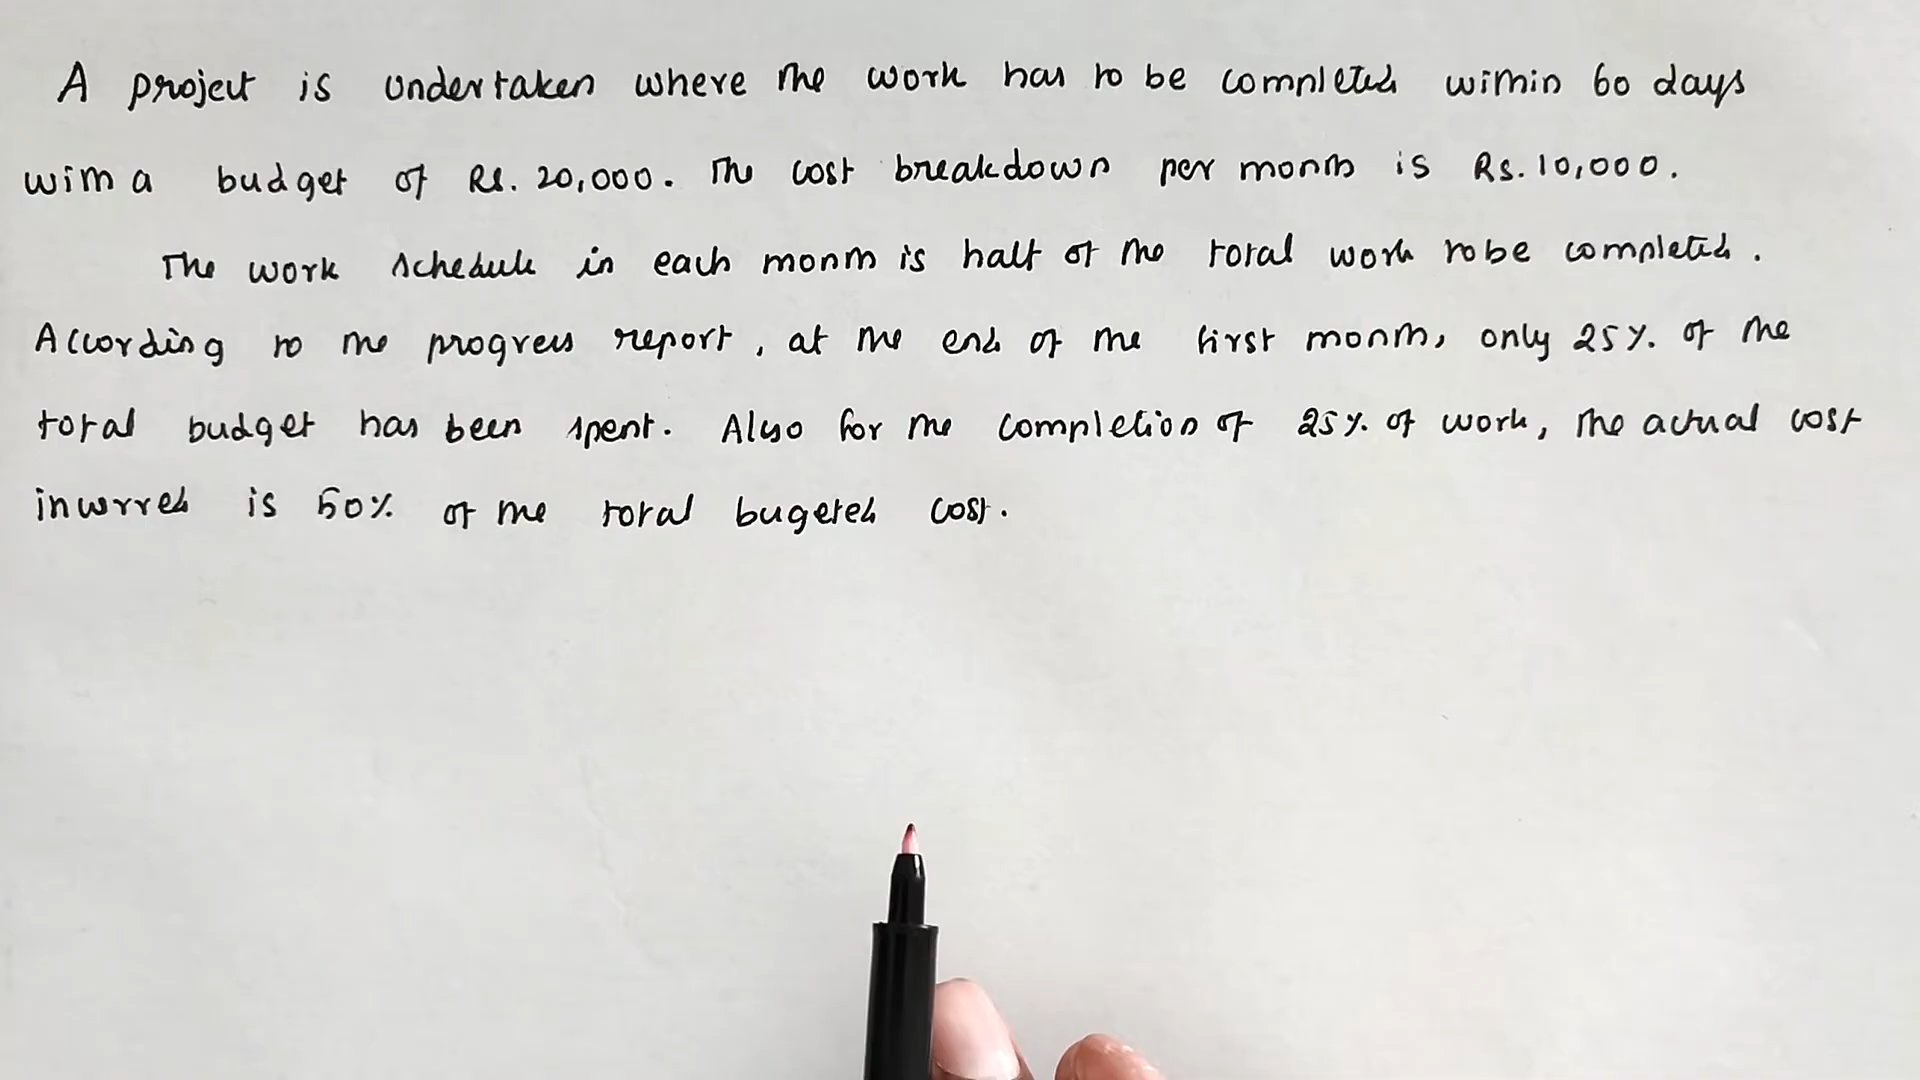 A project is undertaken where the work has to be completed within 60 days
with a budget of Rs. 20,000. The cost breakdown per month is Rs. 10,000.
The work schedule in each month is half of the total work to be completed.
According to the progress report, at the end of the first month, only 25%. of the
total budget has been spent. Also for the completion of 25%. of work, the actual cost
incurred is 50% of the total bugeted cost.